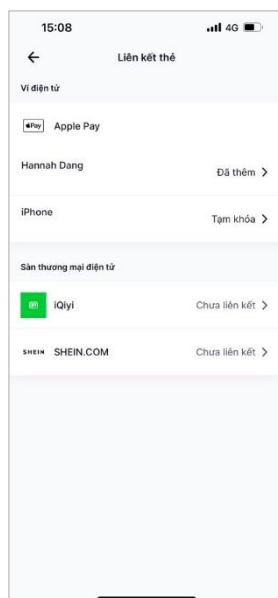 15:08 4G
Liên kết thẻ
Ví điện tử
Pay Apple Pay
Hannah Dang
Đã thêm
iPhone
Tạm khóa
Sàn thương mại điện tử
iQiyi Chưa liên kết
SHEIN SHEIN.COM Chưa liên kết